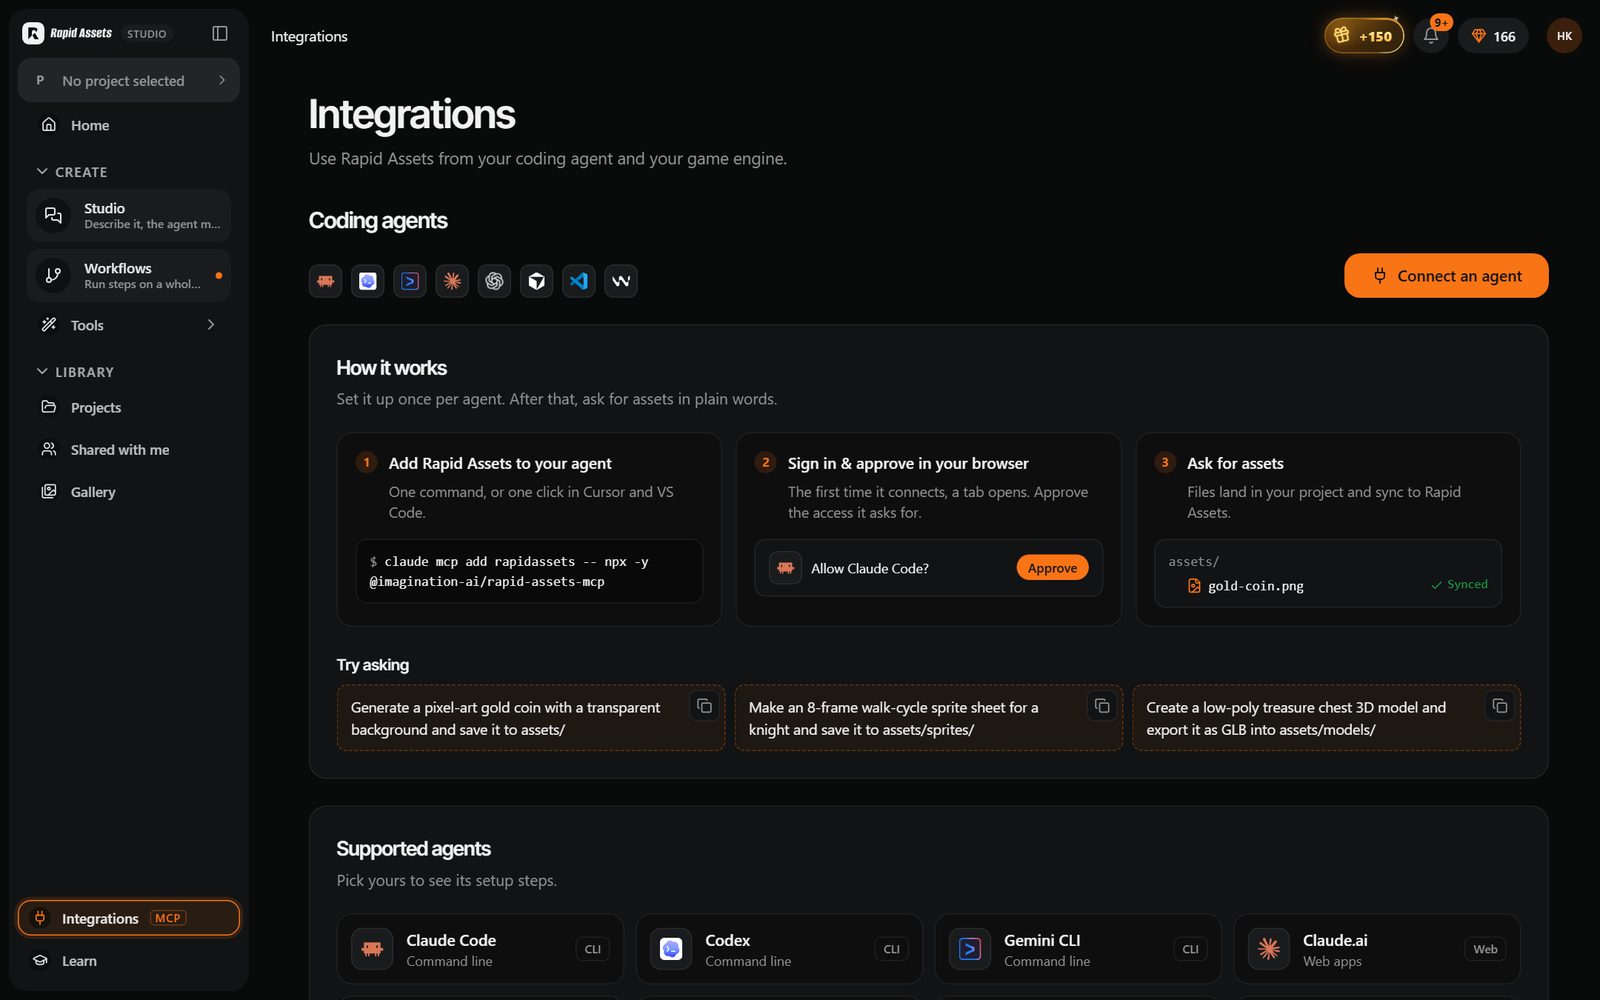 Rapid Assets STUDIO
P No project selected
Home
CREATE
Studio
Describe it, the agent m...
Workflows
Run steps on a whol...
Tools
LIBRARY
Projects
Shared with me
Gallery
Integrations MCP
Learn
Integrations
+150
9+
166
HK
Integrations
Use Rapid Assets from your coding agent and your game engine.
Coding agents
Connect an agent
How it works
Set it up once per agent. After that, ask for assets in plain words.
1 Add Rapid Assets to your agent
One command, or one click in Cursor and VS
Code.
$ claude mcp add rapidassets -- npx -y
@imagination-ai/rapid-assets-mcp
2 Sign in & approve in your browser
The first time it connects, a tab opens. Approve
the access it asks for.
Allow Claude Code? Approve
3 Ask for assets
Files land in your project and sync to Rapid
Assets.
assets/
gold-coin.png Synced
Try asking
Generate a pixel-art gold coin with a transparent
background and save it to assets/
Make an 8-frame walk-cycle sprite sheet for a
knight and save it to assets/sprites/
Create a low-poly treasure chest 3D model and
export it as GLB into assets/models/
Supported agents
Pick yours to see its setup steps.
Claude Code
Command line
CLI
Codex
Command line
CLI
Gemini CLI
Command line
CLI
Claude.ai
Web apps
Web